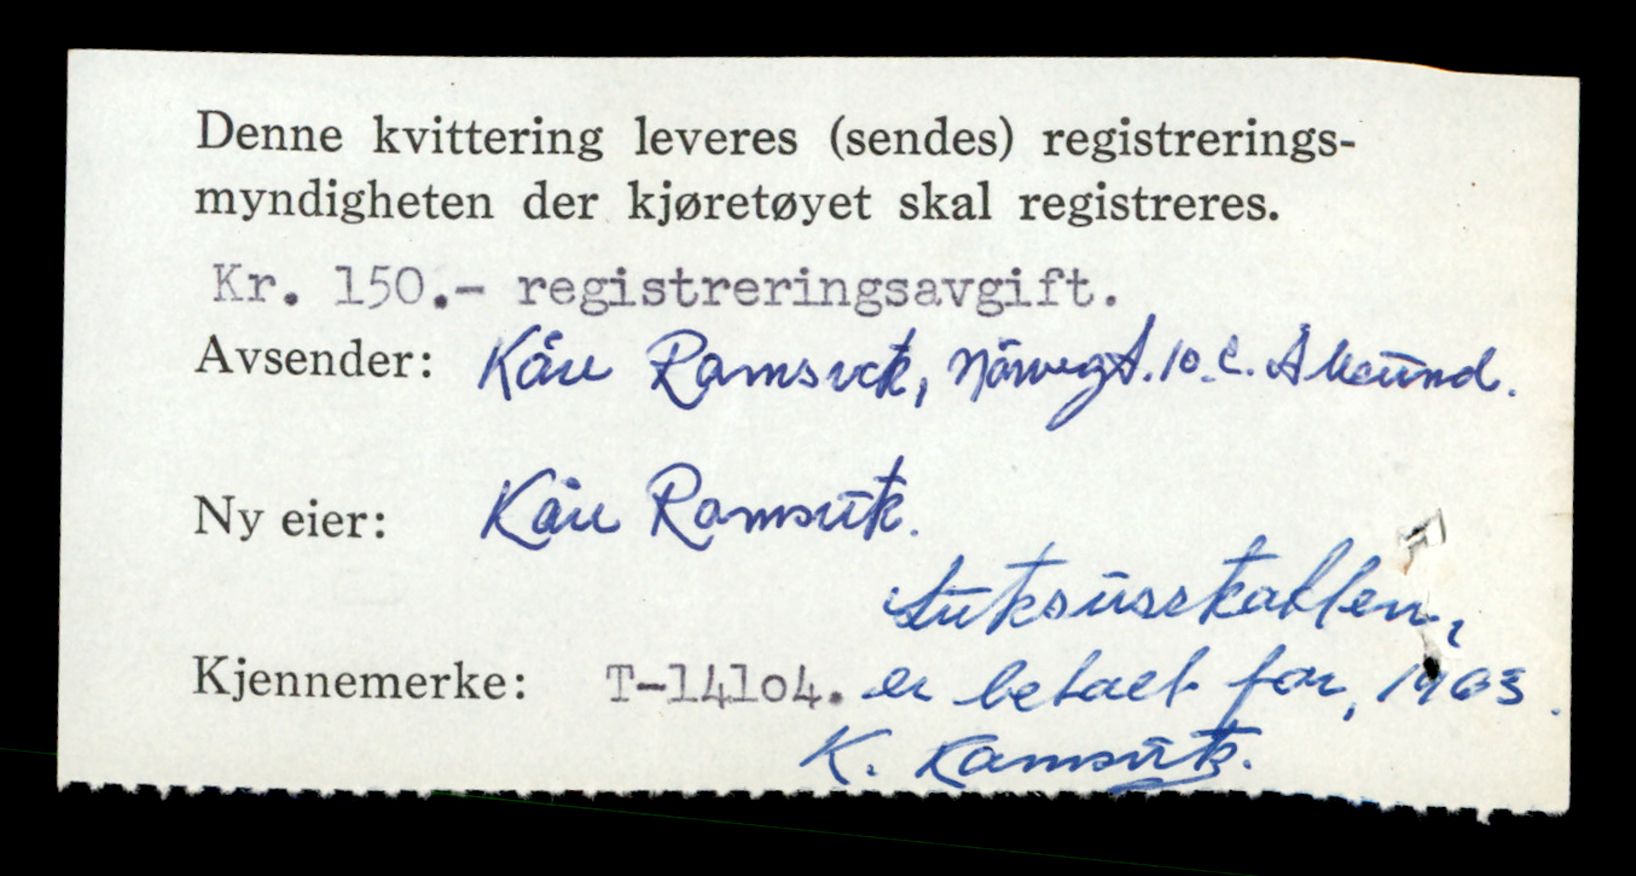 Denne kvittering leveres (sendes) registrerings-
myndigheten der kjøretøyet skal registreres.
Kr. 150.- registreringsavgift.
Avsender: Kåre Ramsvik, Nørvegt. 10. C. Ålesund.
Ny eier: Kåre Ramsvik.
Luksusskatten,
Kjennemerke: T-14104. er betalt for, 1963.
K. Ramsvik.